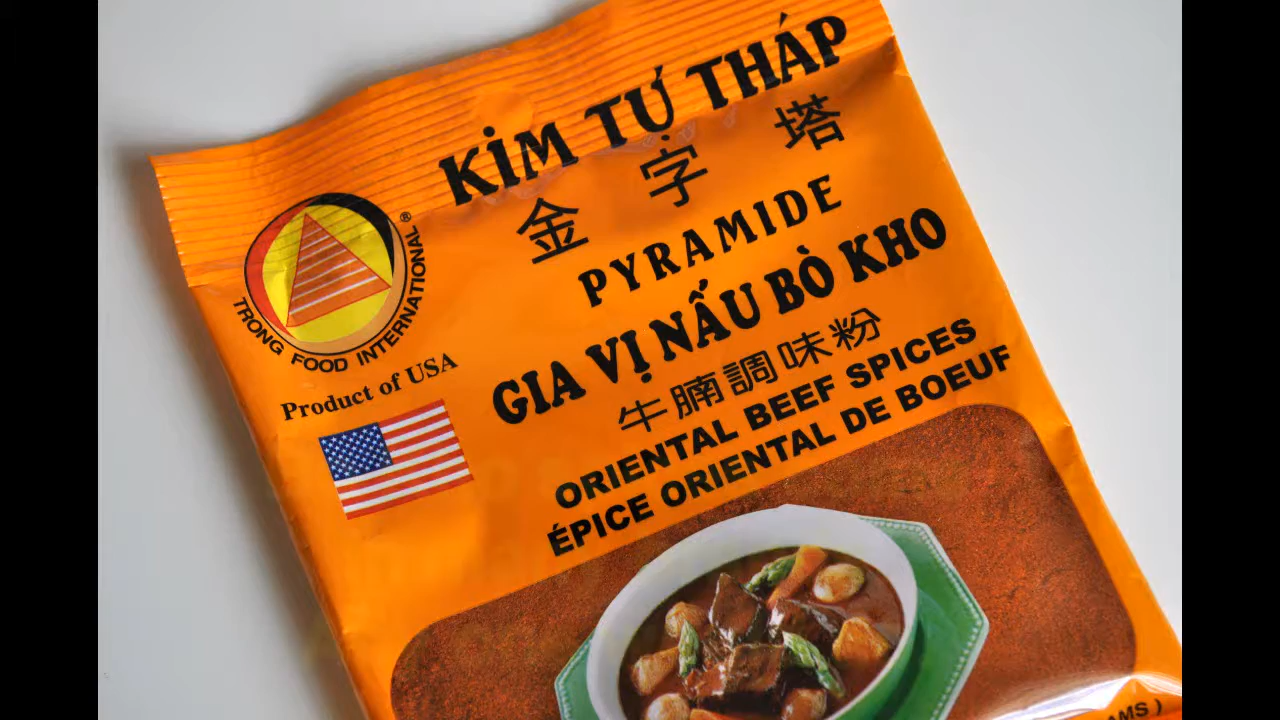 KIM TỰ THÁP
金字塔
PYRAMIDE
GIA VỊ NẤU BÒ KHO
牛腩調味粉
ORIENTAL BEEF SPICES
ÉPICE ORIENTAL DE BOEUF
TRONG FOOD INTERNATIONAL®
Product of USA